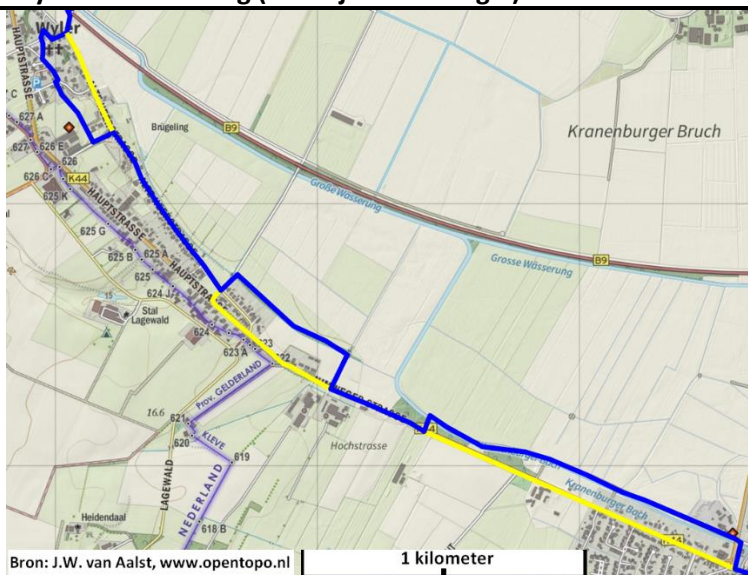 Wyler
HAUPTSTRASSE
P
627 C
627 A
627
626 E
626
626 C
K44
625 K
Brügeling
B9
Kranenburger Bruch
Große Wässerung
HAUPTSTRASSE
625 G
625 B
625 A
625
Grosse Wässerung
B9
624 J
15
Stal
Lagewald
624
623 A
623
Prov. GELDERLAND
16.6
621
620
KLEVE
619
Hochstrasse
LAGEWALD
NEDERLAND
Kranenburger Bach
Heidendaal
618 B
Bron: J.W. van Aalst, www.opentopo.nl
1 kilometer